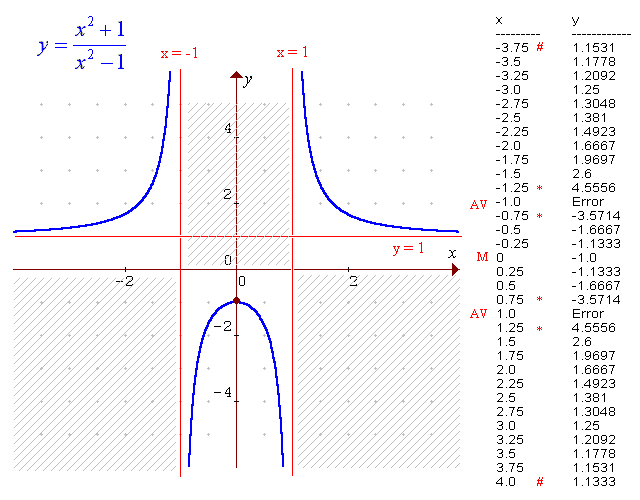 y = (x² + 1)/(x² − 1)
x = -1
x = 1
y
4
2
y = 1
x
0
-2
0
2
-2
-4
x y
-------- -----------
-3.75 # 1.1531
-3.5 1.1778
-3.25 1.2092
-3.0 1.25
-2.75 1.3048
-2.5 1.381
-2.25 1.4923
-2.0 1.6667
-1.75 1.9697
-1.5 2.6
-1.25 * 4.5556
AV -1.0 Error
-0.75 * -3.5714
-0.5 -1.6667
-0.25 -1.1333
M 0 -1.0
0.25 -1.1333
0.5 -1.6667
0.75 * -3.5714
AV 1.0 Error
1.25 * 4.5556
1.5 2.6
1.75 1.9697
2.0 1.6667
2.25 1.4923
2.5 1.381
2.75 1.3048
3.0 1.25
3.25 1.2092
3.5 1.1778
3.75 1.1531
4.0 # 1.1333